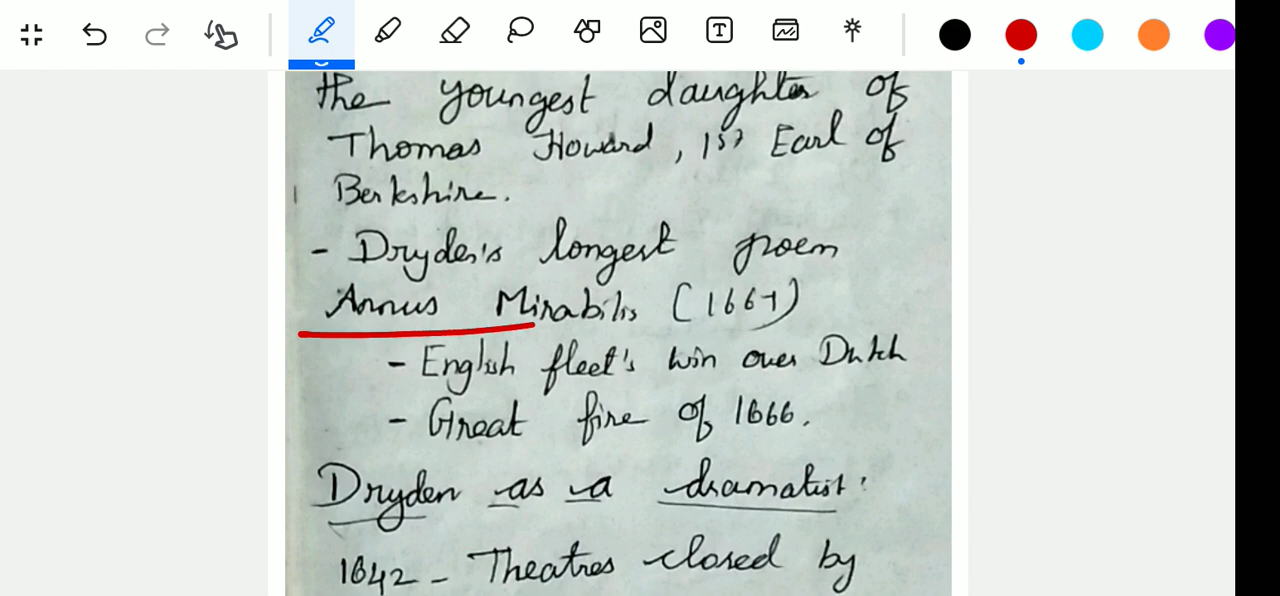 the youngest daughter of
Thomas Howard, 1st Earl of
Berkshire.
- Dryden's longest poem
Annus Mirabilis (1667)
- English fleet's win over Dutch
- Great fire of 1666.
Dryden as a dramatist:
1642 - Theatres closed by